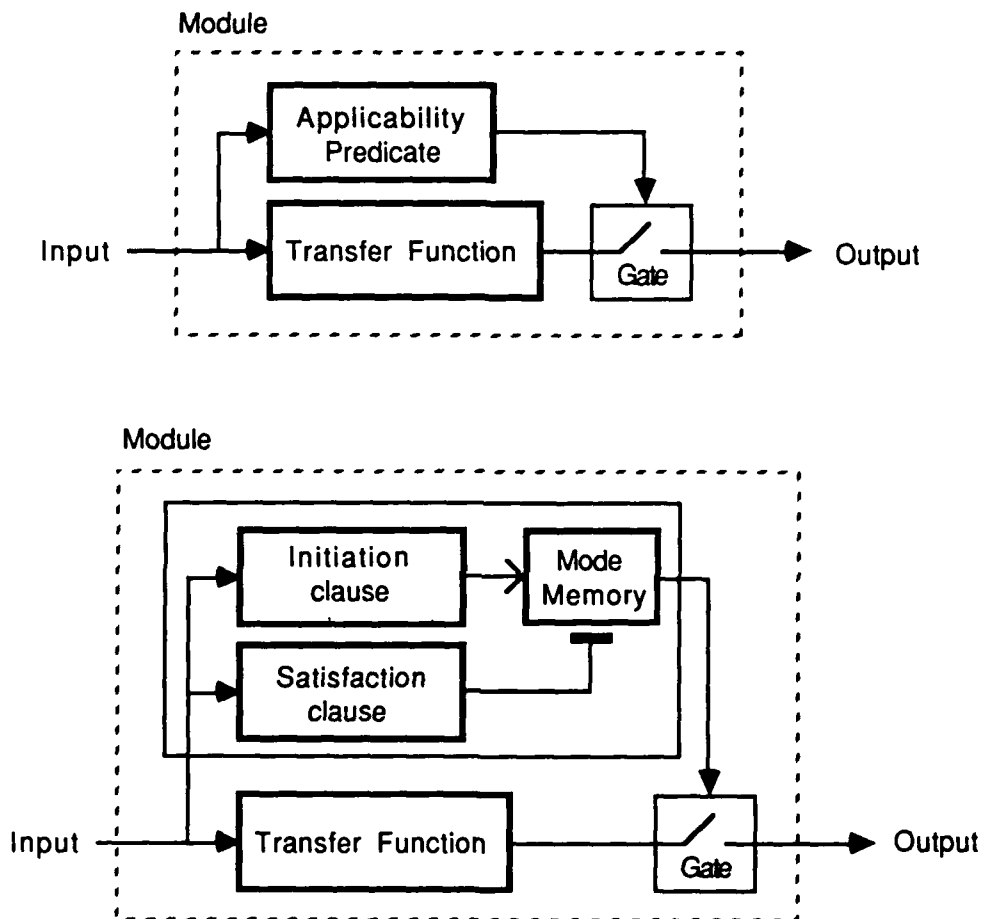 Module
Applicability
Predicate
Input
Transfer Function
Gate
Output
Module
Initiation
clause
Mode
Memory
Satisfaction
clause
Input
Transfer Function
Gate
Output